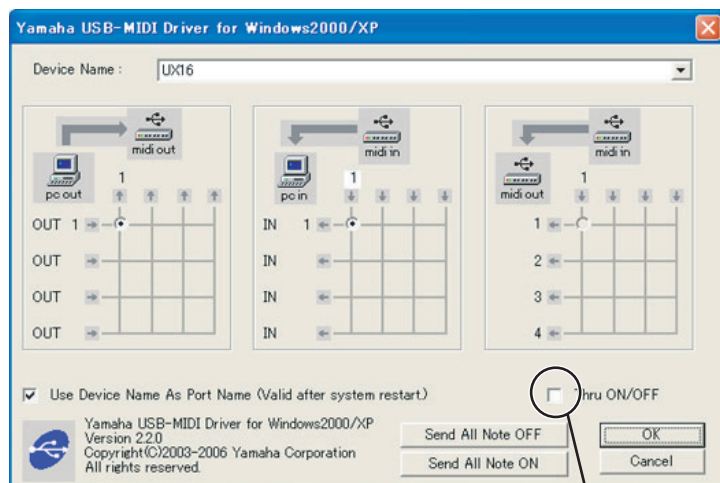 Yamaha USB-MIDI Driver for Windows2000/XP
Device Name : UX16
midi out
pc out
1
OUT 1
OUT
OUT
OUT
midi in
pc in
1
IN 1
IN
IN
IN
midi in
midi out
1
1
2
3
4
Use Device Name As Port Name (Valid after system restart.)
Thru ON/OFF
Yamaha USB-MIDI Driver for Windows2000/XP
Version 2.2.0
Copyright(C)2003-2006 Yamaha Corporation
All rights reserved.
Send All Note OFF
OK
Send All Note ON
Cancel